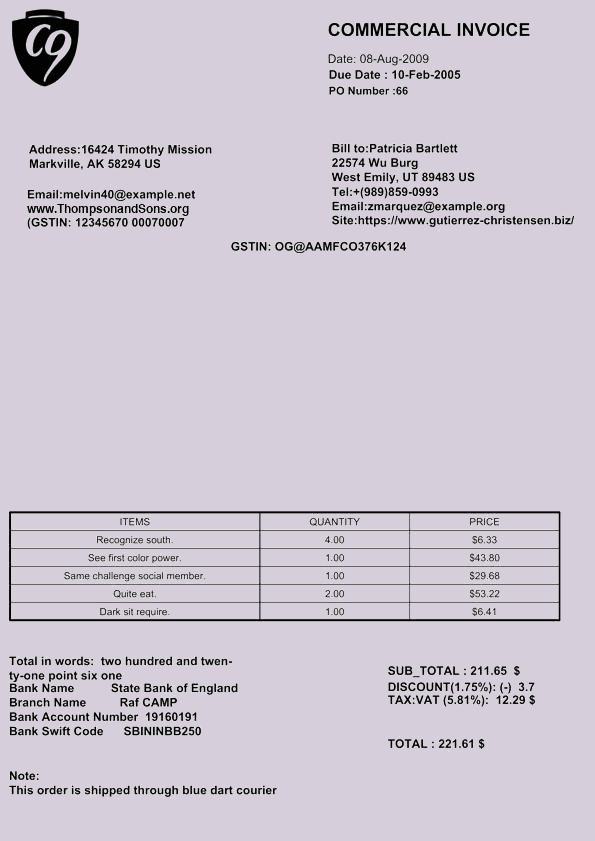 C9
COMMERCIAL INVOICE
Date: 08-Aug-2009
Due Date : 10-Feb-2005
PO Number :66
Address:16424 Timothy Mission
Markville, AK 58294 US
Email:melvin40@example.net
www.ThompsonandSons.org
(GSTIN: 12345670 00070007
Bill to:Patricia Bartlett
22574 Wu Burg
West Emily, UT 89483 US
Tel:+(989)859-0993
Email:zmarquez@example.org
Site:https://www.gutierrez-christensen.biz/
GSTIN: OG@AAMFCO376K124
ITEMS QUANTITY PRICE
Recognize south. 4.00 $6.33
See first color power. 1.00 $43.80
Same challenge social member. 1.00 $29.68
Quite eat. 2.00 $53.22
Dark sit require. 1.00 $6.41
Total in words: two hundred and twen-
ty-one point six one
Bank Name State Bank of England
Branch Name Raf CAMP
Bank Account Number 19160191
Bank Swift Code SBININBB250
SUB_TOTAL : 211.65 $
DISCOUNT(1.75%): (-) 3.7
TAX:VAT (5.81%): 12.29 $
TOTAL : 221.61 $
Note:
This order is shipped through blue dart courier